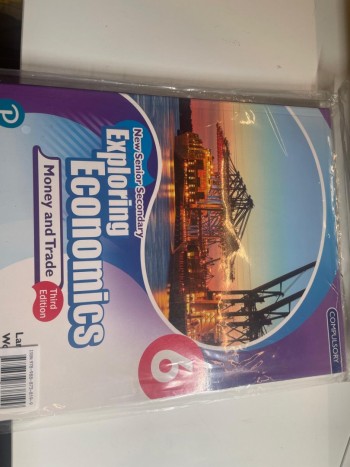 COMPULSORY
New Senior Secondary
Exploring
Economics
Money and Trade
Third
Edition
6